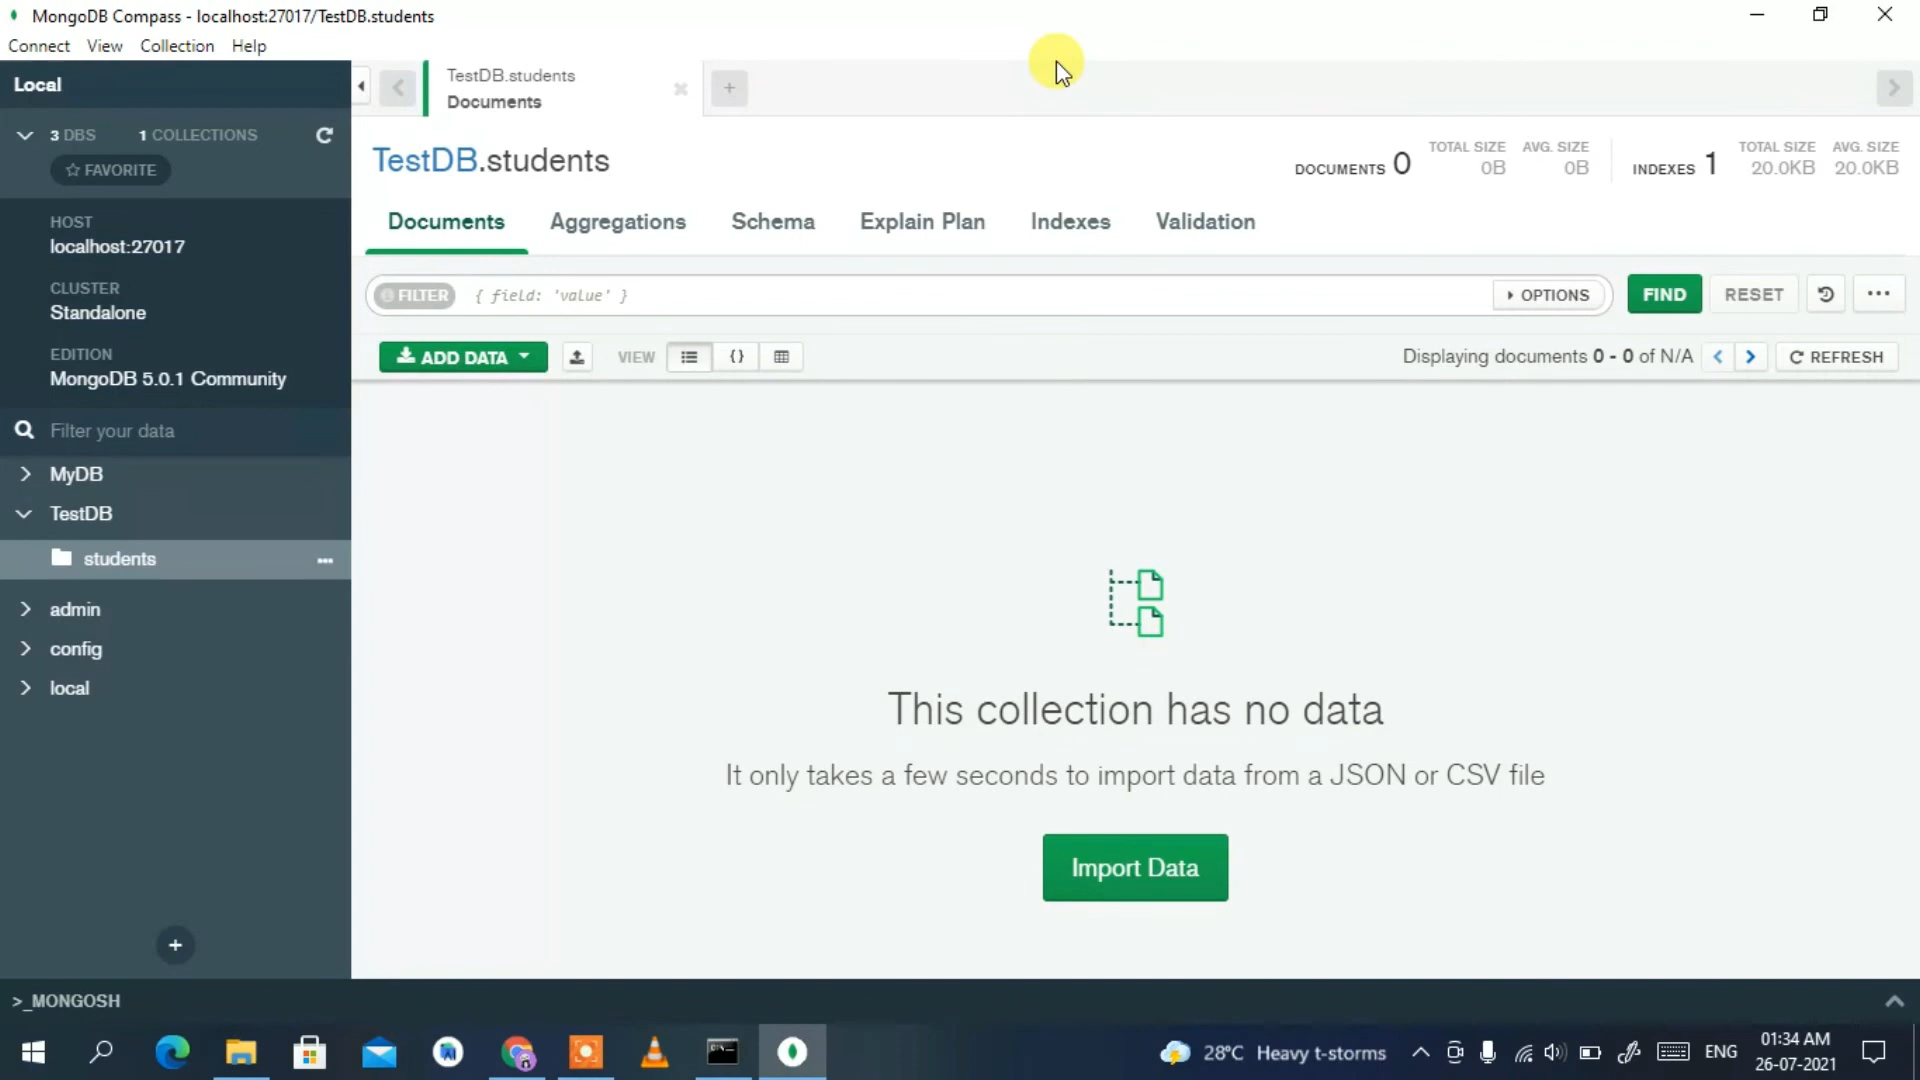 MongoDB Compass - localhost:27017/TestDB.students
Connect View Collection Help
Local
3 DBS 1 COLLECTIONS
FAVORITE
HOST
localhost:27017
CLUSTER
Standalone
EDITION
MongoDB 5.0.1 Community
Filter your data
MyDB
TestDB
students
admin
config
local
TestDB.students
Documents
TestDB.students
DOCUMENTS 0
TOTAL SIZE
0B
AVG. SIZE
0B
INDEXES 1
TOTAL SIZE
20.0KB
AVG. SIZE
20.0KB
Documents Aggregations Schema Explain Plan Indexes Validation
FILTER { field: 'value' } OPTIONS FIND RESET
ADD DATA VIEW {} Displaying documents 0 - 0 of N/A REFRESH
This collection has no data
It only takes a few seconds to import data from a JSON or CSV file
Import Data
>_MONGOSH
28°C Heavy t-storms ENG
01:34 AM
26-07-2021